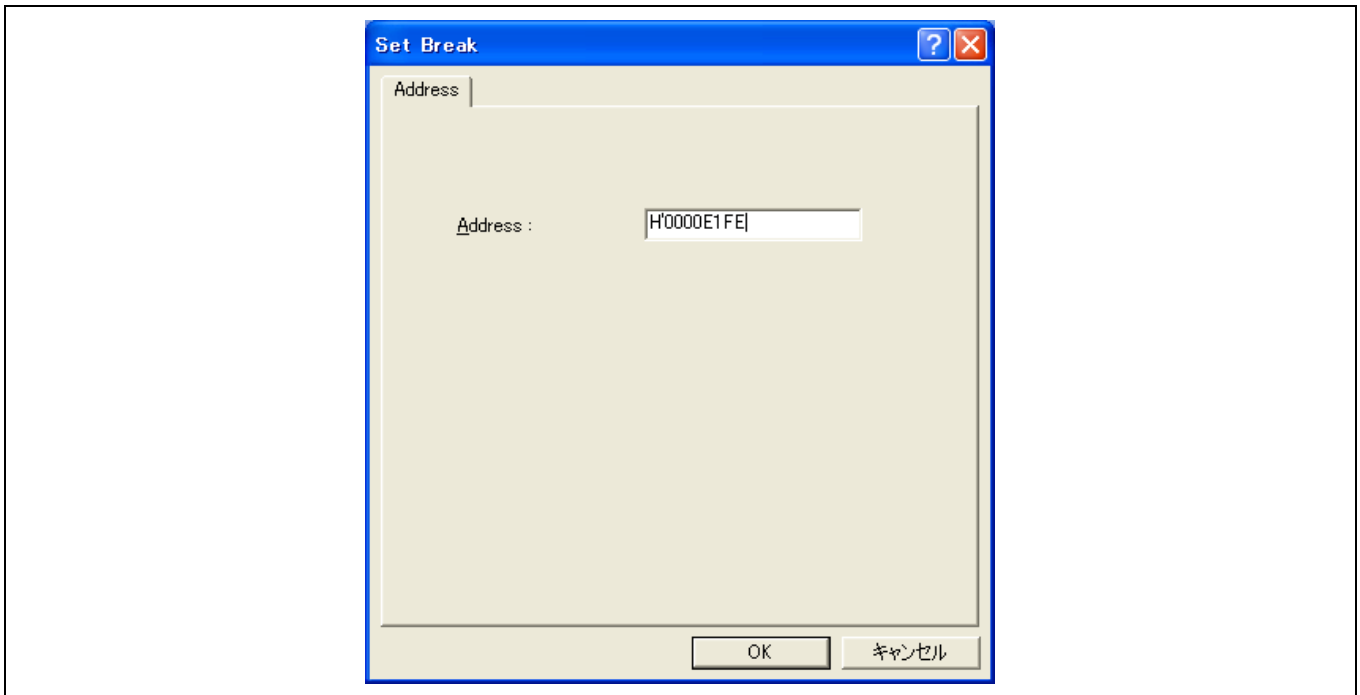 Set Break
Address
Address :
H'0000E1FE
OK
キャンセル